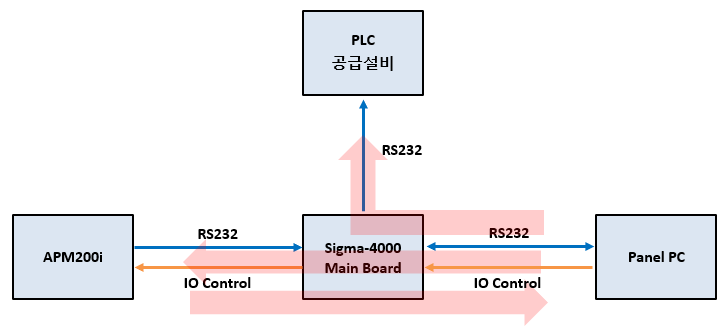 PLC
공급설비
RS232
APM200i
RS232
Sigma-4000
Main Board
RS232
Panel PC
IO Control
IO Control